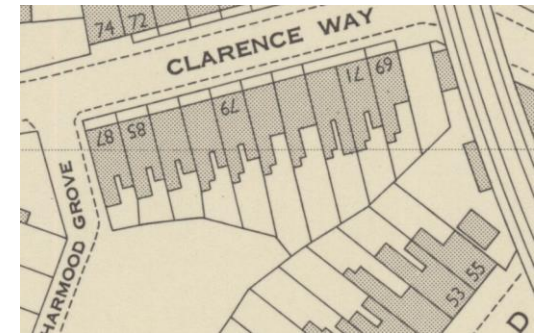 74 72
CLARENCE WAY
87 85 79 71 69
HARMOOD GROVE
53 55
D